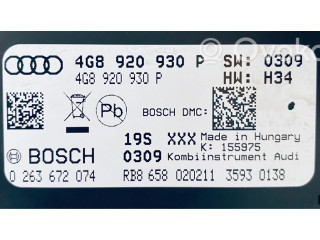 4G8 920 930 P SW: 0309
4G8 920 930 P HW: H34
Pb
BOSCH DMC:
19S XXX Made in Hungary
K: 155975
BOSCH 0309 Kombiinstrument Audi
0 263 672 074 RB8 658 020211 3593 0138